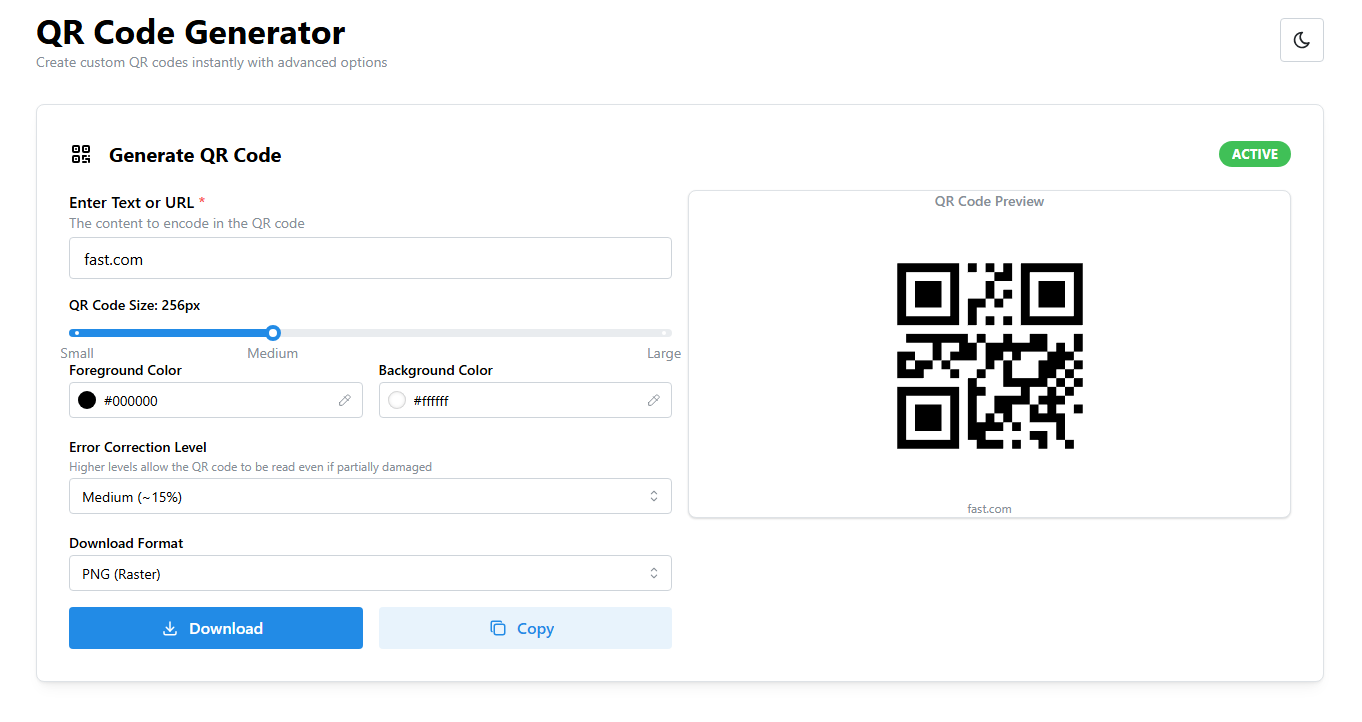 QR Code Generator
Create custom QR codes instantly with advanced options
Generate QR Code
ACTIVE
Enter Text or URL *
The content to encode in the QR code
fast.com
QR Code Size: 256px
Small
Medium
Large
Foreground Color
Background Color
#000000
#ffffff
Error Correction Level
Higher levels allow the QR code to be read even if partially damaged
Medium (~15%)
Download Format
PNG (Raster)
Download
Copy
QR Code Preview
fast.com